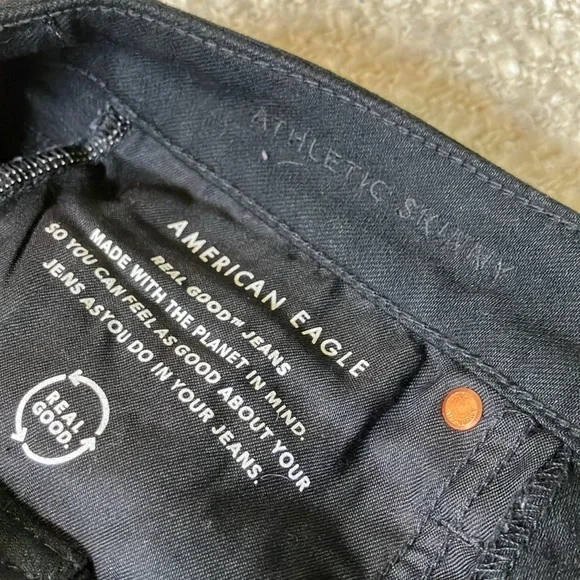 ATHLETIC SKINNY
AMERICAN EAGLE
REAL GOOD™ JEANS
MADE WITH THE PLANET IN MIND.
SO YOU CAN FEEL AS GOOD ABOUT YOUR
JEANS AS YOU DO IN YOUR JEANS.
REAL
GOOD.